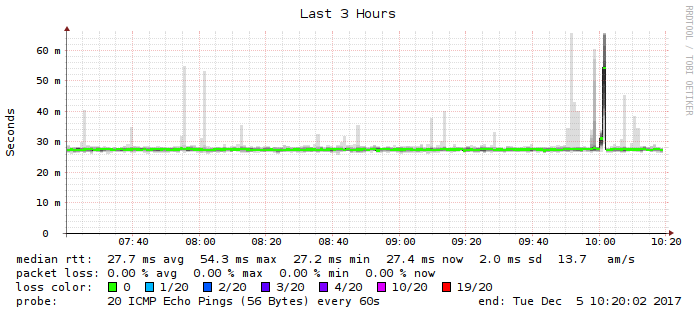 Last 3 Hours
RRDTOOL / TOBI OETIKER
Seconds
60 m
50 m
40 m
30 m
20 m
10 m
0
07:40 08:00 08:20 08:40 09:00 09:20 09:40 10:00 10:20
median rtt: 27.7 ms avg 54.3 ms max 27.2 ms min 27.4 ms now 2.0 ms sd 13.7 am/s
packet loss: 0.00 % avg 0.00 % max 0.00 % min 0.00 % now
loss color: 0 1/20 2/20 3/20 4/20 10/20 19/20
probe: 20 ICMP Echo Pings (56 Bytes) every 60s end: Tue Dec 5 10:20:02 2017